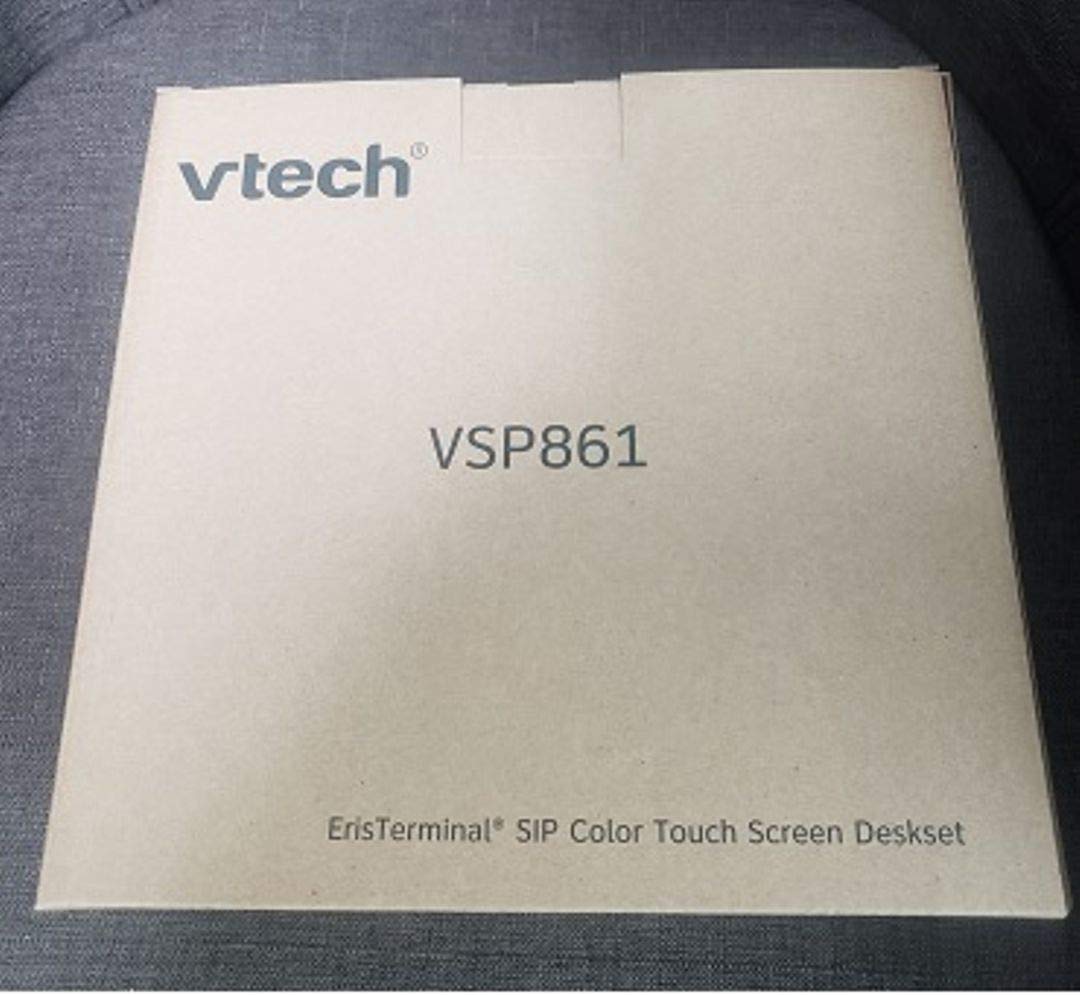 vtech®
VSP861
ErisTerminal® SIP Color Touch Screen Deskset